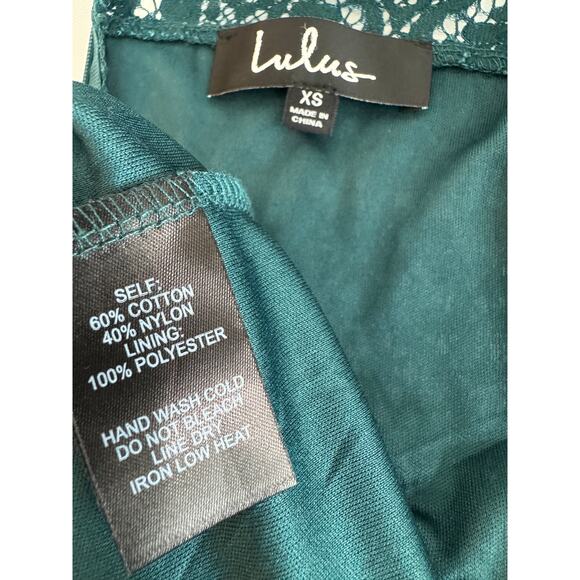 Lulus
XS
MADE IN
CHINA
SELF:
60% COTTON
40% NYLON
LINING:
100% POLYESTER
HAND WASH COLD
DO NOT BLEACH
LINE DRY
IRON LOW HEAT